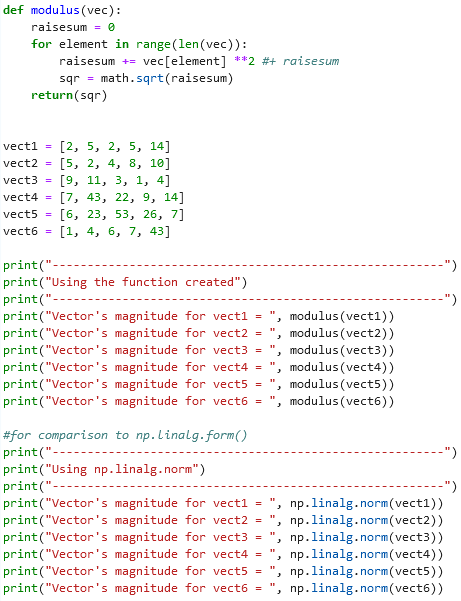 def modulus(vec):
    raisesum = 0
    for element in range(len(vec)):
        raisesum += vec[element] **2 #+ raisesum
        sqr = math.sqrt(raisesum)
    return(sqr)
vect1 = [2, 5, 2, 5, 14]
vect2 = [5, 2, 4, 8, 10]
vect3 = [9, 11, 3, 1, 4]
vect4 = [7, 43, 22, 9, 14]
vect5 = [6, 23, 53, 26, 7]
vect6 = [1, 4, 6, 7, 43]
print("--------------------------------------------------------")
print("Using the function created")
print("--------------------------------------------------------")
print("Vector's magnitude for vect1 = ", modulus(vect1))
print("Vector's magnitude for vect2 = ", modulus(vect2))
print("Vector's magnitude for vect3 = ", modulus(vect3))
print("Vector's magnitude for vect4 = ", modulus(vect4))
print("Vector's magnitude for vect5 = ", modulus(vect5))
print("Vector's magnitude for vect6 = ", modulus(vect6))
#for comparison to np.linalg.form()
print("--------------------------------------------------------")
print("Using np.linalg.norm")
print("--------------------------------------------------------")
print("Vector's magnitude for vect1 = ", np.linalg.norm(vect1))
print("Vector's magnitude for vect2 = ", np.linalg.norm(vect2))
print("Vector's magnitude for vect3 = ", np.linalg.norm(vect3))
print("Vector's magnitude for vect4 = ", np.linalg.norm(vect4))
print("Vector's magnitude for vect5 = ", np.linalg.norm(vect5))
print("Vector's magnitude for vect6 = ", np.linalg.norm(vect6))